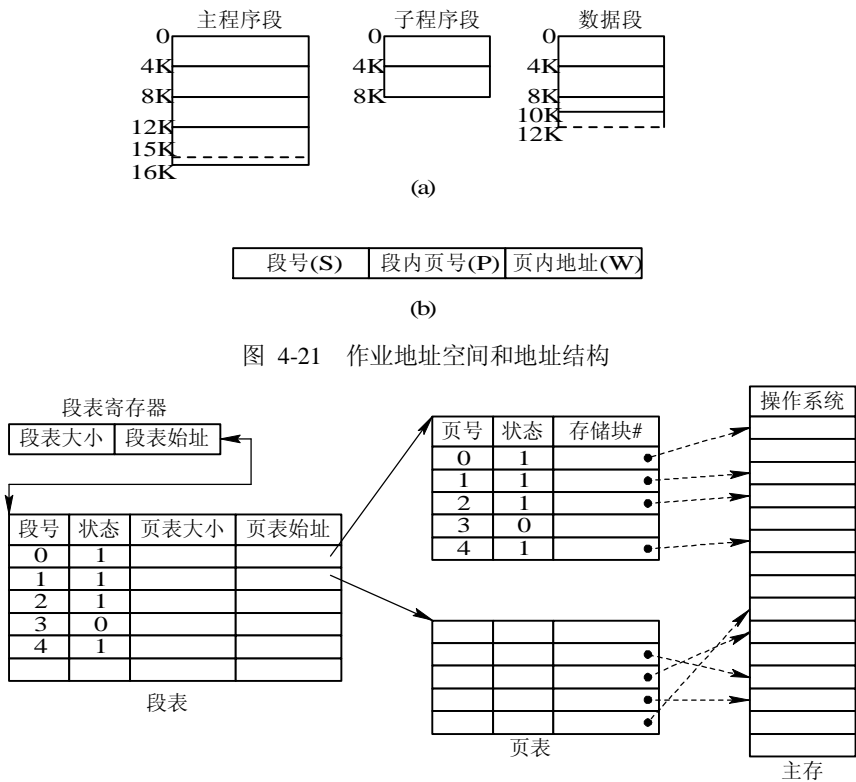 主程序段 子程序段 数据段
0 0 0
4K 4K 4K
8K 8K 8K
12K 10K
15K 12K
16K
(a)
段号(S) 段内页号(P) 页内地址(W)
(b)
图 4-21 作业地址空间和地址结构
段表寄存器
段表大小 段表始址
段号 状态 页表大小 页表始址
0 1
1 1
2 1
3 0
4 1
段表
页号 状态 存储块#
0 1
1 1
2 1
3 0
4 1
页表
操作系统
主存